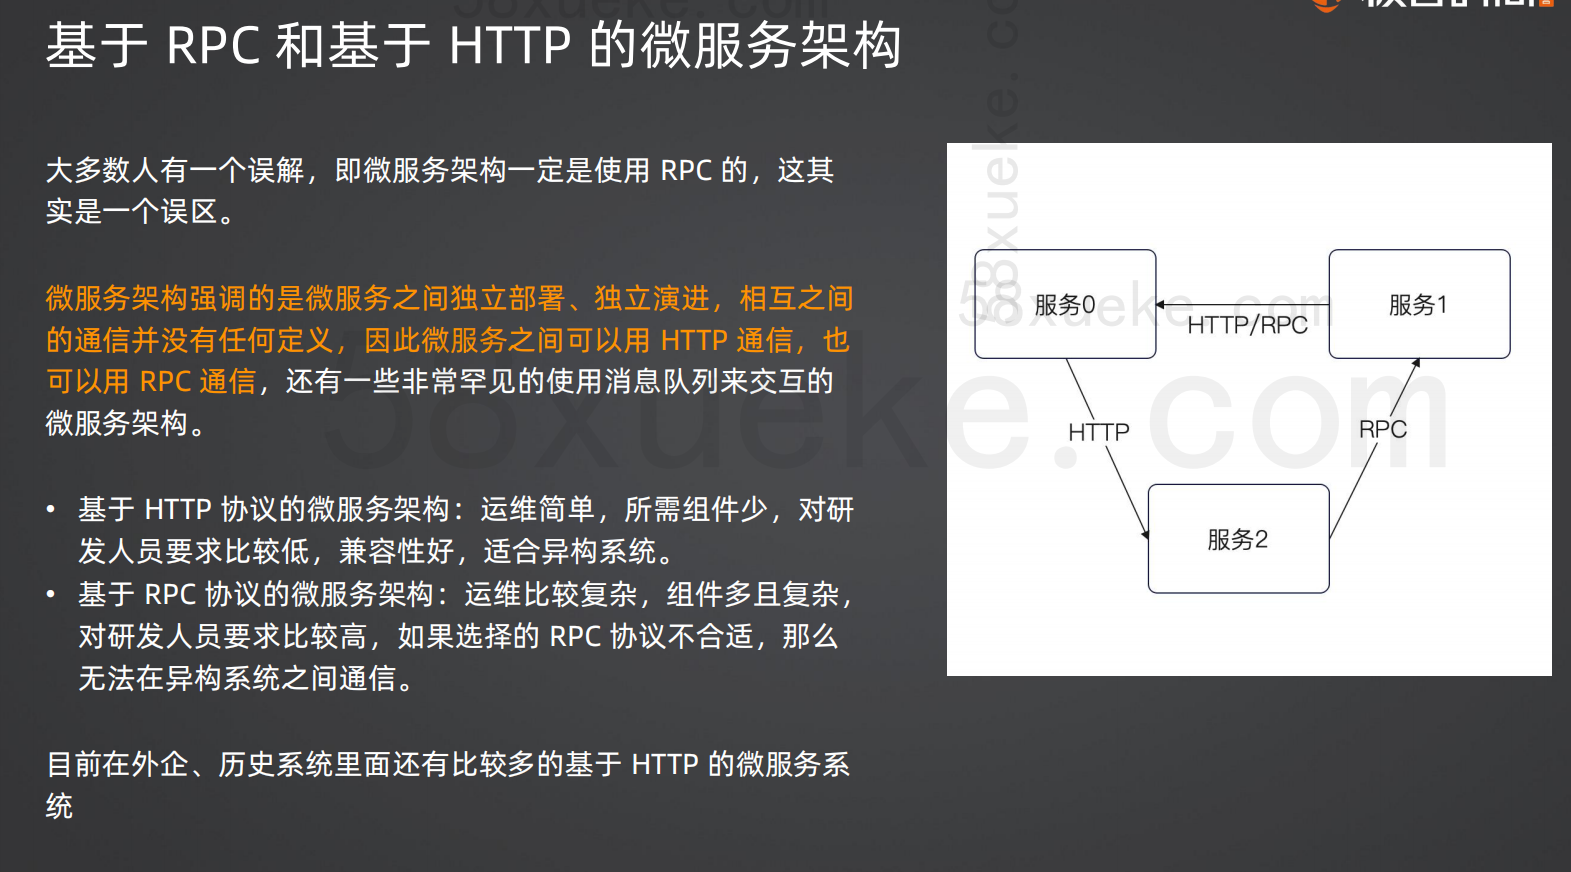 基于 RPC 和基于 HTTP 的微服务架构
大多数人有一个误解，即微服务架构一定是使用 RPC 的，这其
实是一个误区。
微服务架构强调的是微服务之间独立部署、独立演进，相互之间
的通信并没有任何定义，因此微服务之间可以用 HTTP 通信，也
可以用 RPC 通信，还有一些非常罕见的使用消息队列来交互的
微服务架构。
• 基于 HTTP 协议的微服务架构：运维简单，所需组件少，对研
发人员要求比较低，兼容性好，适合异构系统。
• 基于 RPC 协议的微服务架构：运维比较复杂，组件多且复杂，
对研发人员要求比较高，如果选择的 RPC 协议不合适，那么
无法在异构系统之间通信。
目前在外企、历史系统里面还有比较多的基于 HTTP 的微服务系
统
服务0
HTTP/RPC
服务1
HTTP
RPC
服务2
58xueke.com
58xueke.com
58xueke.com
58xueke.com